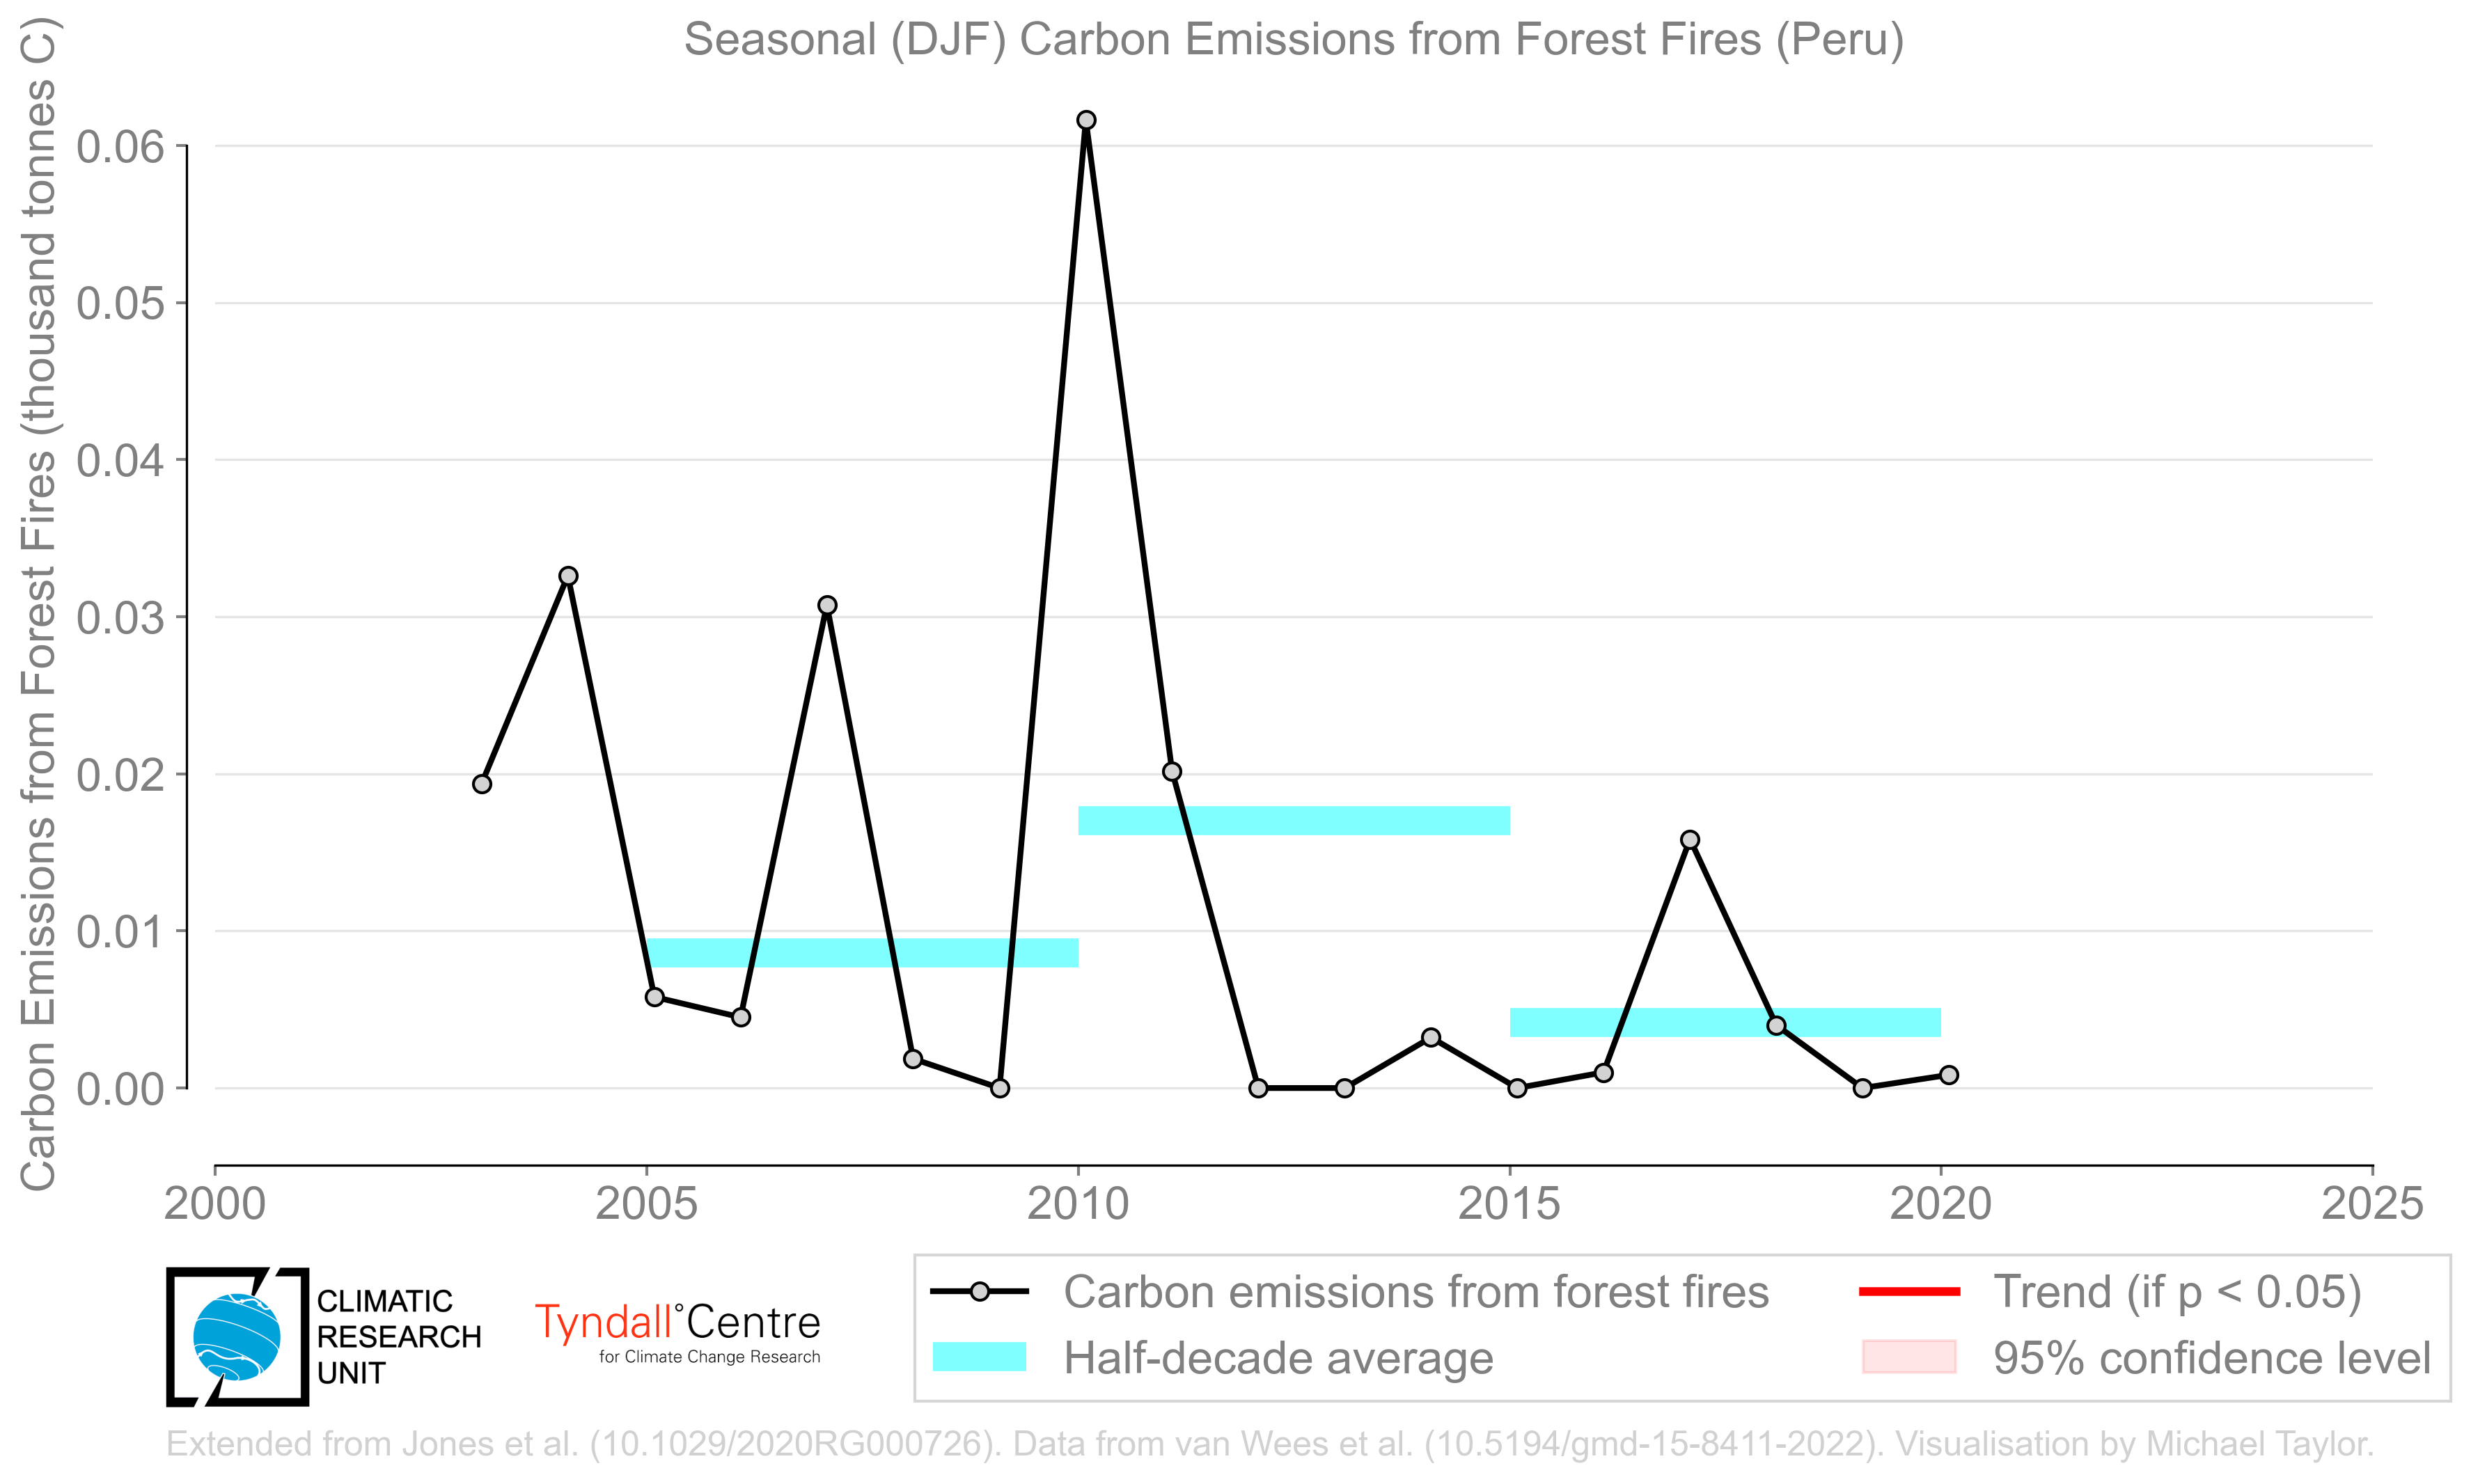 Seasonal (DJF) Carbon Emissions from Forest Fires (Peru)
Carbon Emissions from Forest Fires (thousand tonnes C)
0.06
0.05
0.04
0.03
0.02
0.01
0.00
2000 2005 2010 2015 2020 2025
CLIMATIC
RESEARCH
UNIT
Tyndall°Centre
for Climate Change Research
Carbon emissions from forest fires
Half-decade average
Trend (if p < 0.05)
95% confidence level
Extended from Jones et al. (10.1029/2020RG000726). Data from van Wees et al. (10.5194/gmd-15-8411-2022). Visualisation by Michael Taylor.